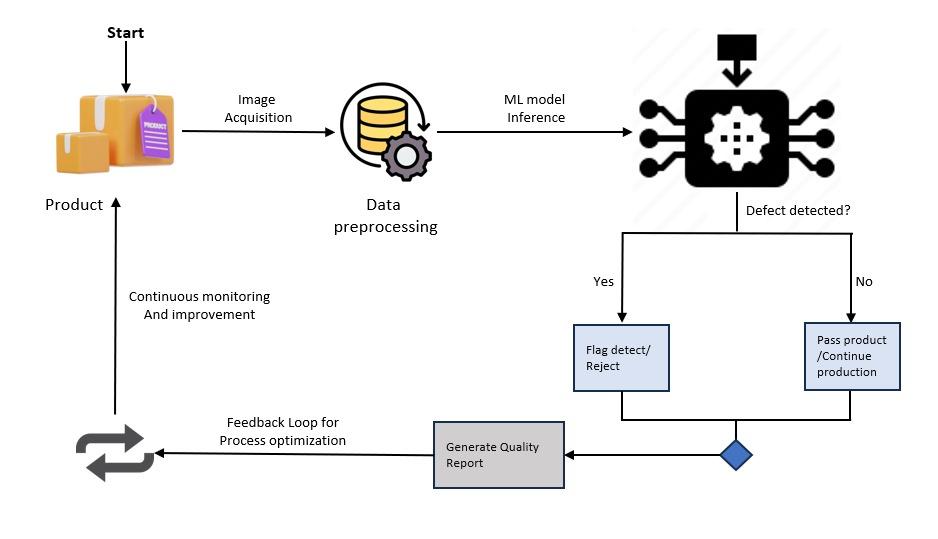 Start
Image
Acquisition
ML model
Inference
PRODUCT
Product
Data
preprocessing
Defect detected?
Yes
No
Continuous monitoring
And improvement
Flag detect/
Reject
Pass product
/Continue
production
Feedback Loop for
Process optimization
Generate Quality
Report